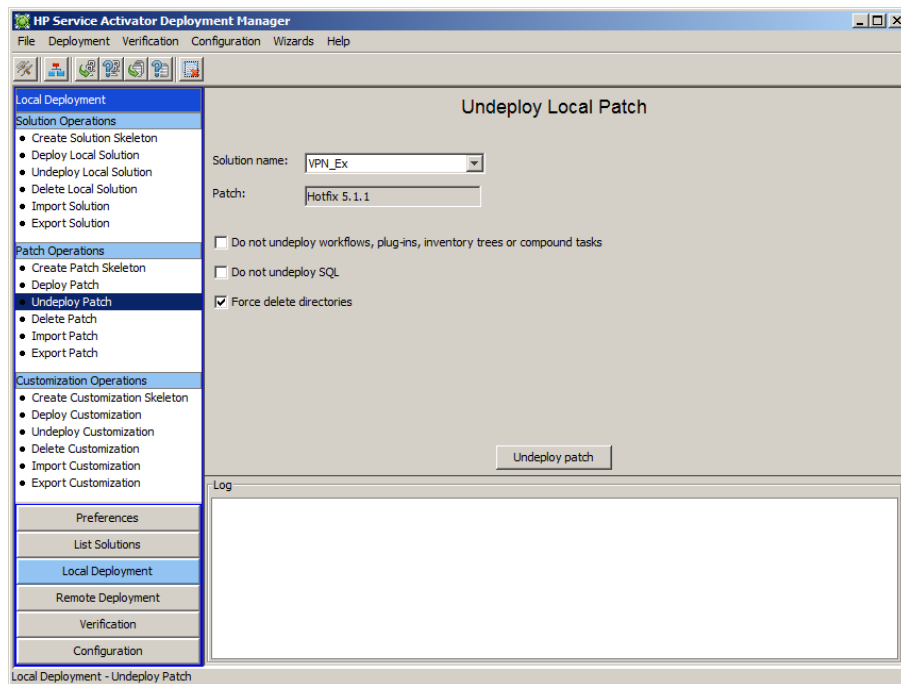 HP Service Activator Deployment Manager
File Deployment Verification Configuration Wizards Help
Local Deployment
Solution Operations
Create Solution Skeleton
Deploy Local Solution
Undeploy Local Solution
Delete Local Solution
Import Solution
Export Solution
Patch Operations
Create Patch Skeleton
Deploy Patch
Undeploy Patch
Delete Patch
Import Patch
Export Patch
Customization Operations
Create Customization Skeleton
Deploy Customization
Undeploy Customization
Delete Customization
Import Customization
Export Customization
Preferences
List Solutions
Local Deployment
Remote Deployment
Verification
Configuration
Undeploy Local Patch
Solution name: VPN_Ex
Patch: Hotfix 5.1.1
Do not undeploy workflows, plug-ins, inventory trees or compound tasks
Do not undeploy SQL
Force delete directories
Undeploy patch
Log
Local Deployment - Undeploy Patch